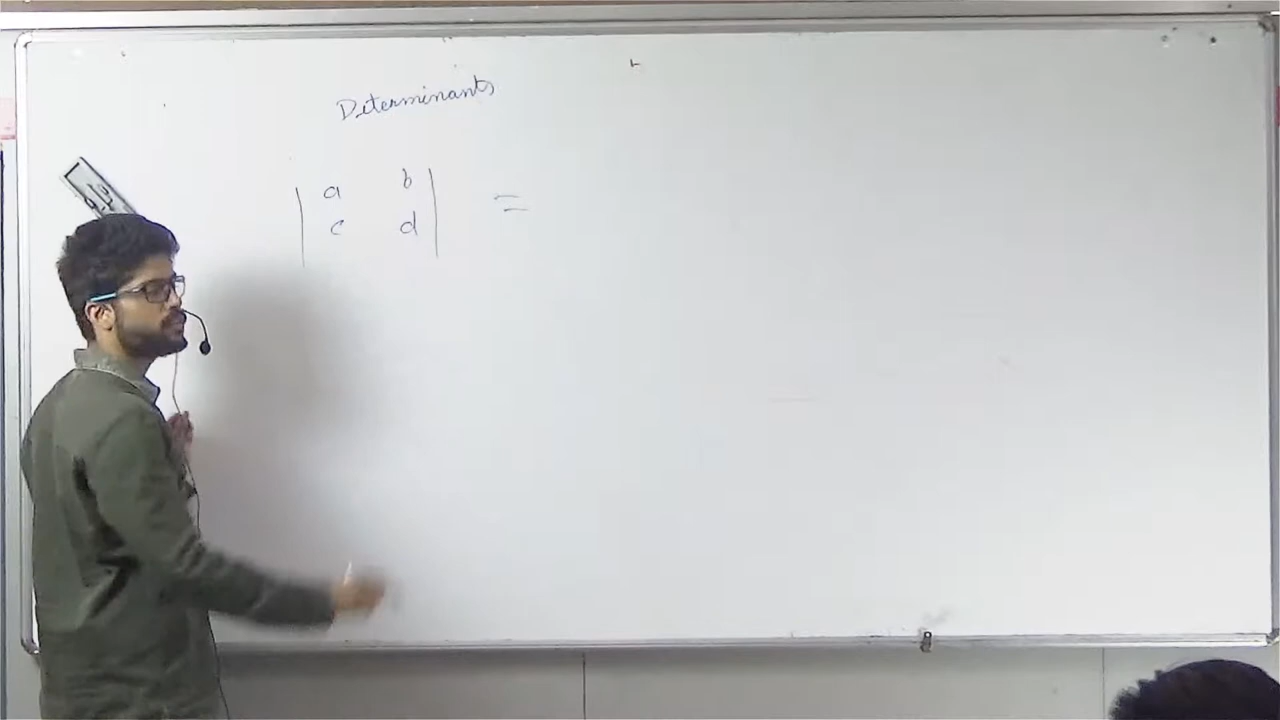 Determinants
| a b |
| c d | =